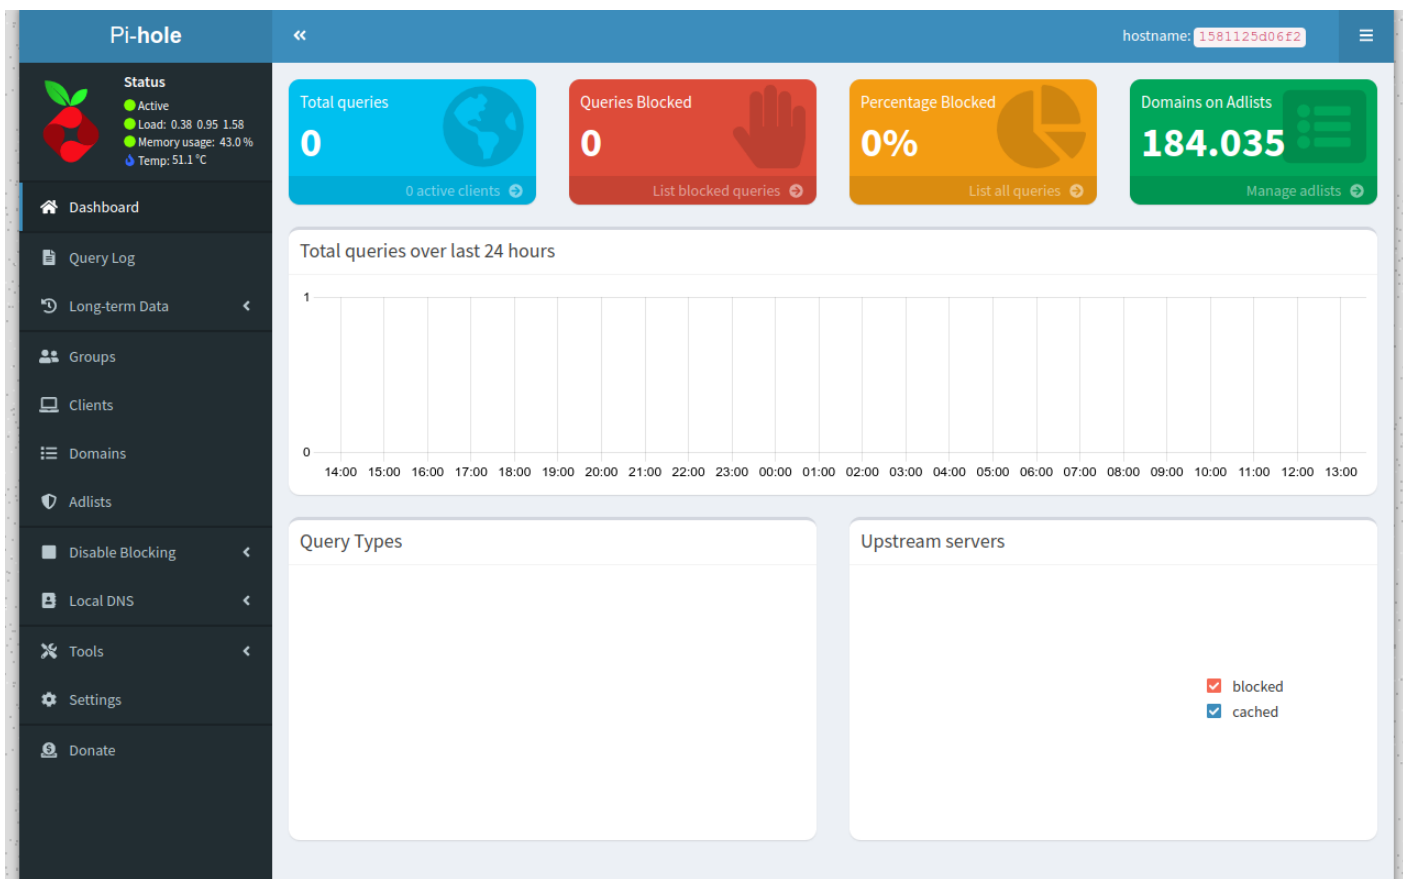 Pi-hole
hostname: 1581125d06f2
Status
Active
Load: 0.38 0.95 1.58
Memory usage: 43.0 %
Temp: 51.1 °C
Dashboard
Query Log
Long-term Data
Groups
Clients
Domains
Adlists
Disable Blocking
Local DNS
Tools
Settings
Donate
Total queries
0
0 active clients
Queries Blocked
0
List blocked queries
Percentage Blocked
0%
List all queries
Domains on Adlists
184.035
Manage adlists
Total queries over last 24 hours
1
0
14:00 15:00 16:00 17:00 18:00 19:00 20:00 21:00 22:00 23:00 00:00 01:00 02:00 03:00 04:00 05:00 06:00 07:00 08:00 09:00 10:00 11:00 12:00 13:00
Query Types
Upstream servers
blocked
cached